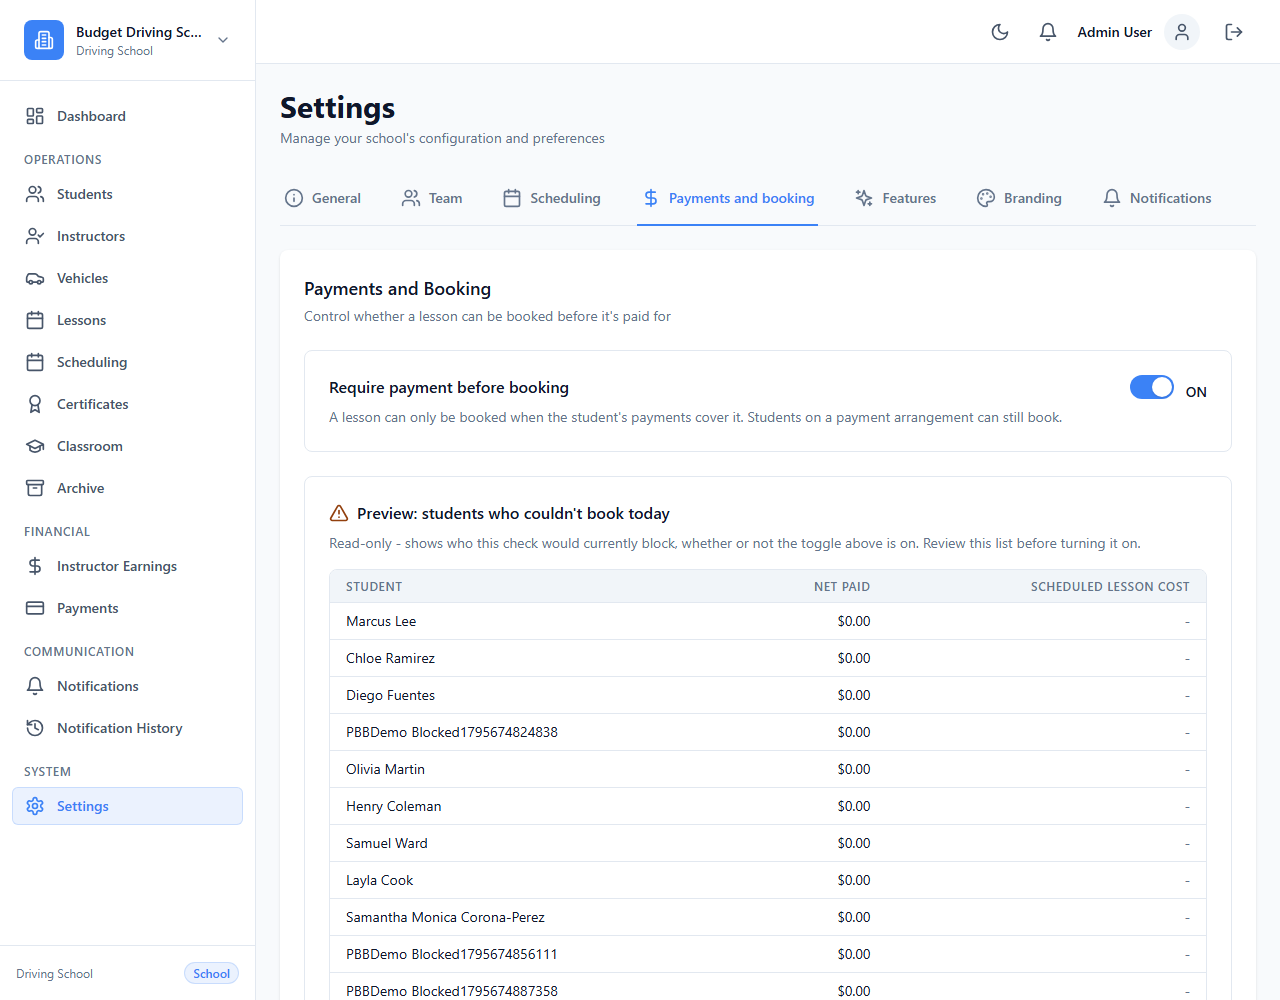 Budget Driving Sc...
Driving School
Admin User
Dashboard
OPERATIONS
Students
Instructors
Vehicles
Lessons
Scheduling
Certificates
Classroom
Archive
FINANCIAL
Instructor Earnings
Payments
COMMUNICATION
Notifications
Notification History
SYSTEM
Settings
Driving School School
Settings
Manage your school's configuration and preferences
General Team Scheduling Payments and booking Features Branding Notifications
Payments and Booking
Control whether a lesson can be booked before it's paid for
Require payment before booking
ON
A lesson can only be booked when the student's payments cover it. Students on a payment arrangement can still book.
Preview: students who couldn't book today
Read-only - shows who this check would currently block, whether or not the toggle above is on. Review this list before turning it on.
STUDENT NET PAID SCHEDULED LESSON COST
Marcus Lee $0.00 -
Chloe Ramirez $0.00 -
Diego Fuentes $0.00 -
PBBDemo Blocked1795674824838 $0.00 -
Olivia Martin $0.00 -
Henry Coleman $0.00 -
Samuel Ward $0.00 -
Layla Cook $0.00 -
Samantha Monica Corona-Perez $0.00 -
PBBDemo Blocked1795674856111 $0.00 -
PBBDemo Blocked1795674887358 $0.00 -